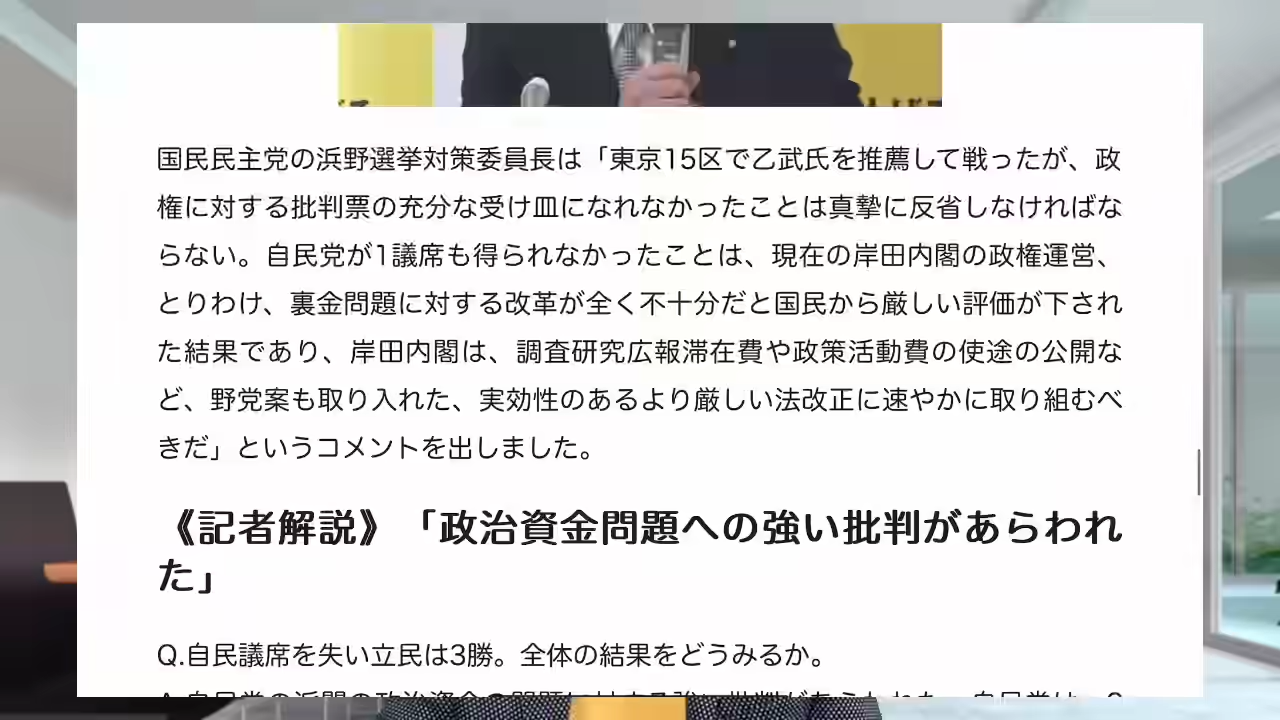 国民民主党の浜野選挙対策委員長は「東京15区で乙武氏を推薦して戦ったが、政
権に対する批判票の充分な受け皿になれなかったことは真摯に反省しなければな
らない。自民党が1議席も得られなかったことは、現在の岸田内閣の政権運営、
とりわけ、裏金問題に対する改革が全く不十分だと国民から厳しい評価が下され
た結果であり、岸田内閣は、調査研究広報滞在費や政策活動費の使途の公開な
ど、野党案も取り入れた、実効性のあるより厳しい法改正に速やかに取り組むべ
きだ」というコメントを出しました。
《記者解説》「政治資金問題への強い批判があらわれ
た」
Q.自民議席を失い立民は3勝。全体の結果をどうみるか。